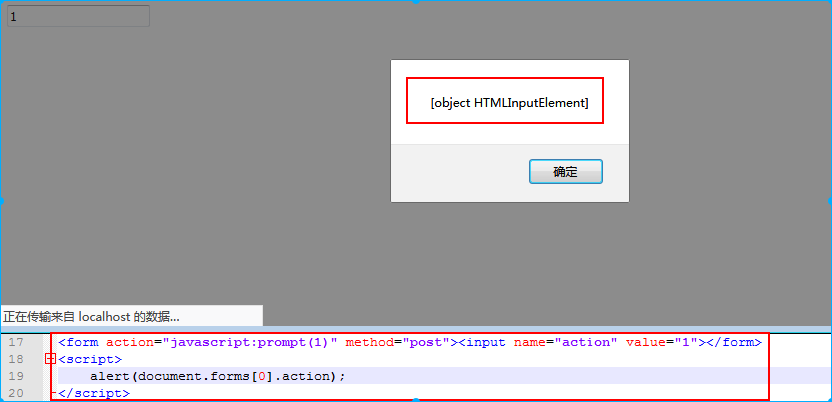 1
[object HTMLInputElement]
确定
正在传输来自 localhost 的数据...
17 <form action="javascript:prompt(1)" method="post"><input name="action" value="1"></form>
18 <script>
19 alert(document.forms[0].action);
20 </script>